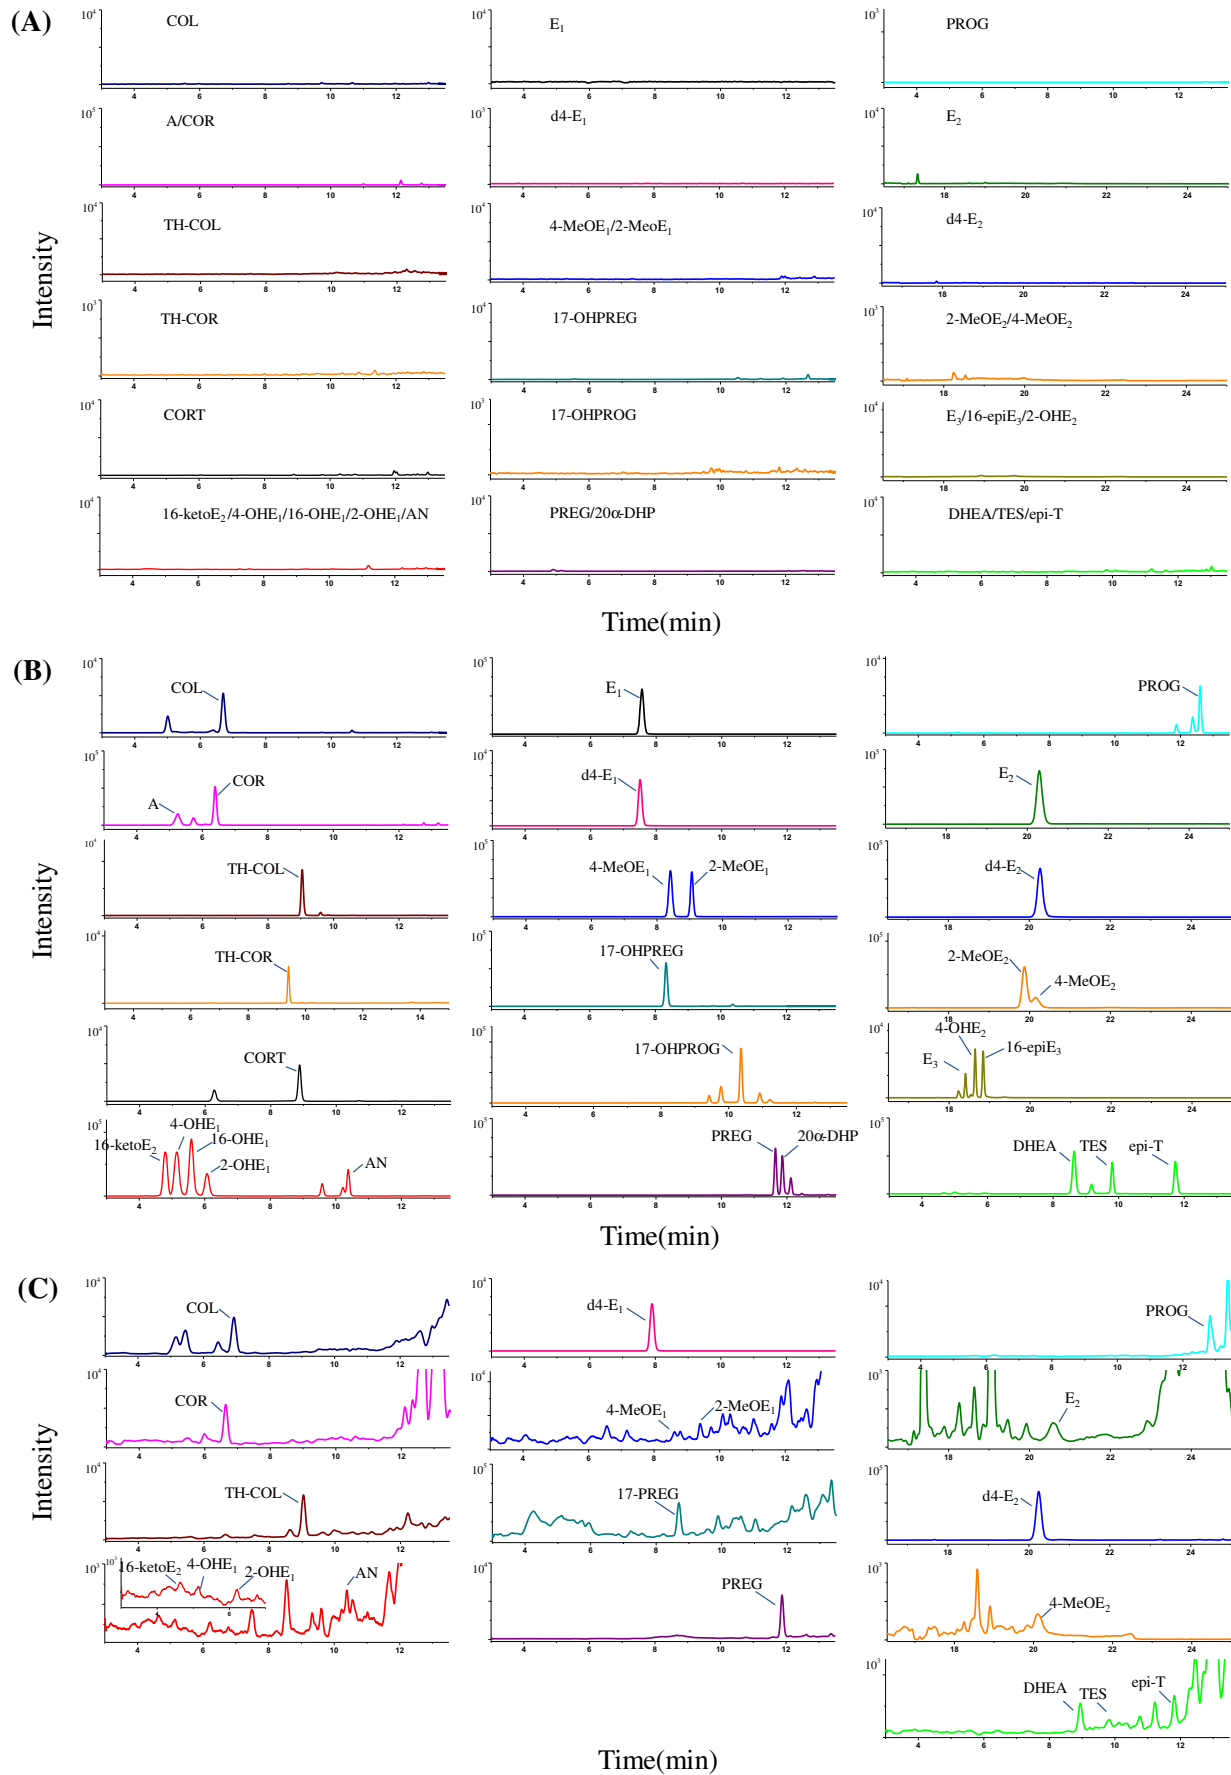 (A)
COL
E1
PROG
A/COR
d4-E1
E2
TH-COL
4-MeOE1/2-MeoE1
d4-E2
TH-COR
17-OHPREG
2-MeOE2/4-MeOE2
CORT
17-OHPROG
E3/16-epiE3/2-OHE2
16-ketoE2/4-OHE1/16-OHE1/2-OHE1/AN
PREG/20α-DHP
DHEA/TES/epi-T
Intensity
Time(min)
(B)
COL
E1
PROG
A
COR
d4-E1
E2
TH-COL
4-MeOE1
2-MeOE1
d4-E2
TH-COR
17-OHPREG
2-MeOE2
4-MeOE2
CORT
17-OHPROG
E3
4-OHE2
16-epiE3
16-ketoE2
4-OHE1
16-OHE1
2-OHE1
AN
PREG
20α-DHP
DHEA
TES
epi-T
Intensity
Time(min)
(C)
COL
d4-E1
PROG
COR
4-MeOE1
2-MeOE1
E2
TH-COL
17-PREG
d4-E2
16-ketoE2
4-OHE1
2-OHE1
AN
PREG
4-MeOE2
DHEA
TES
epi-T
Intensity
Time(min)